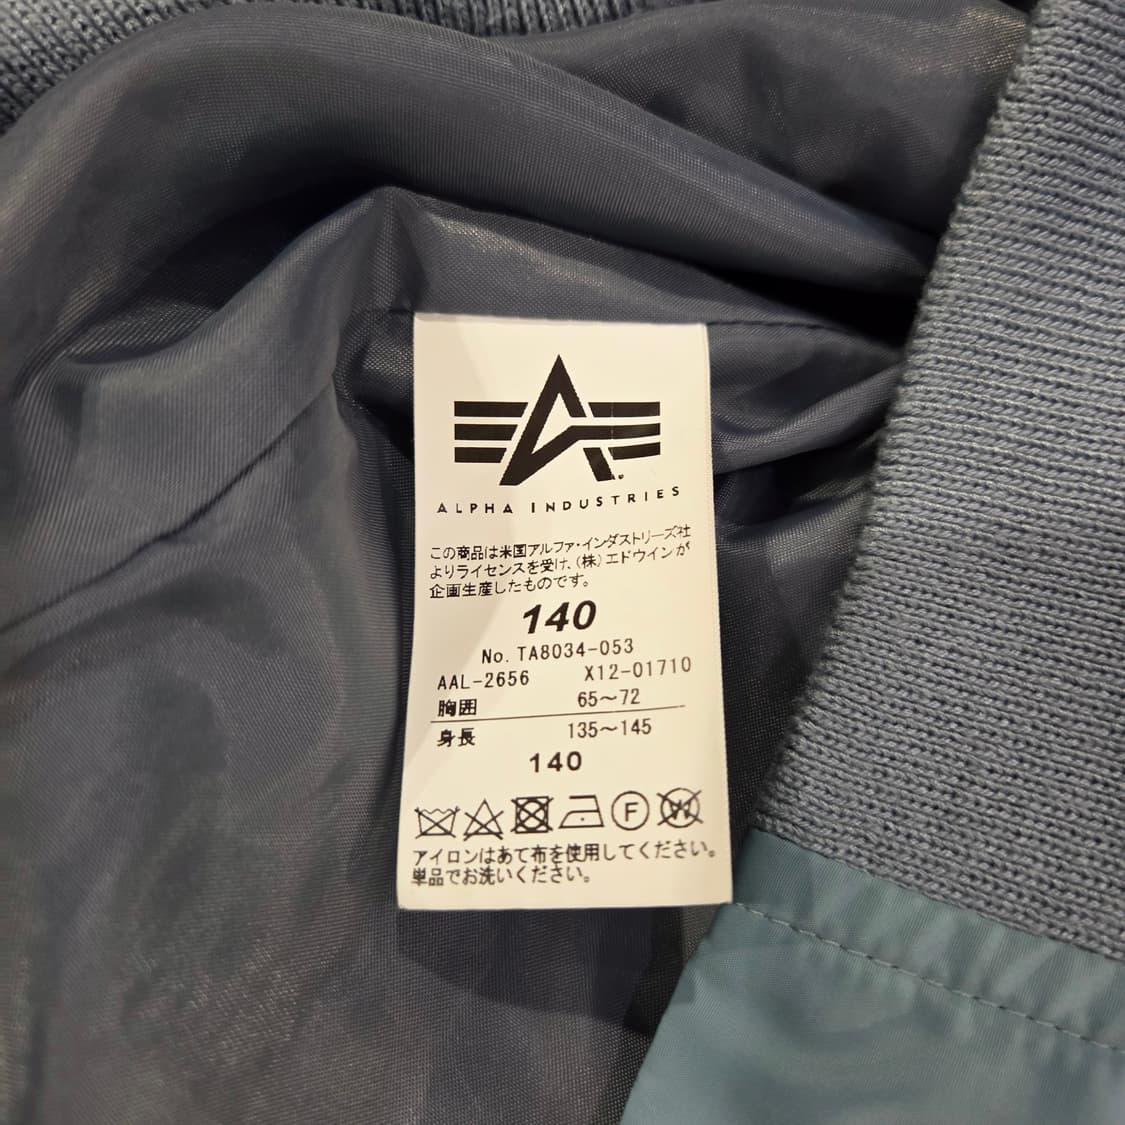 ALPHA INDUSTRIES
この商品は米国アルファ・インダストリーズ社
よりライセンスを受け、(株)エドウインが
企画生産したものです。
140
No. TA8034-053
AAL-2656 X12-01710
胸囲 65～72
身長 135～145
140
F W
アイロンはあて布を使用してください。
単品でお洗いください。